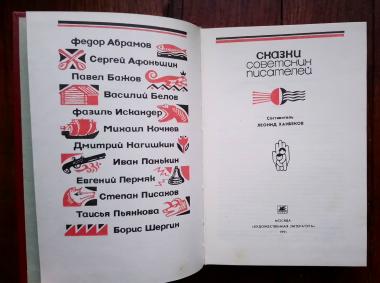 федор Абрамов
Сергей Афоньшин
Павел Бажов
Василий Белов
фазиль Искандер
Михаил Кочнев
Дмитрий Нагишкин
Иван Панькин
Евгений Пермяк
Степан Писахов
Таисья Пьянкова
Борис Шергин
Сказки
советских
писателей
Составитель
ЛЕОНИД ХАНБЕКОВ
МОСКВА
«ХУДОЖЕСТВЕННАЯ ЛИТЕРАТУРА»